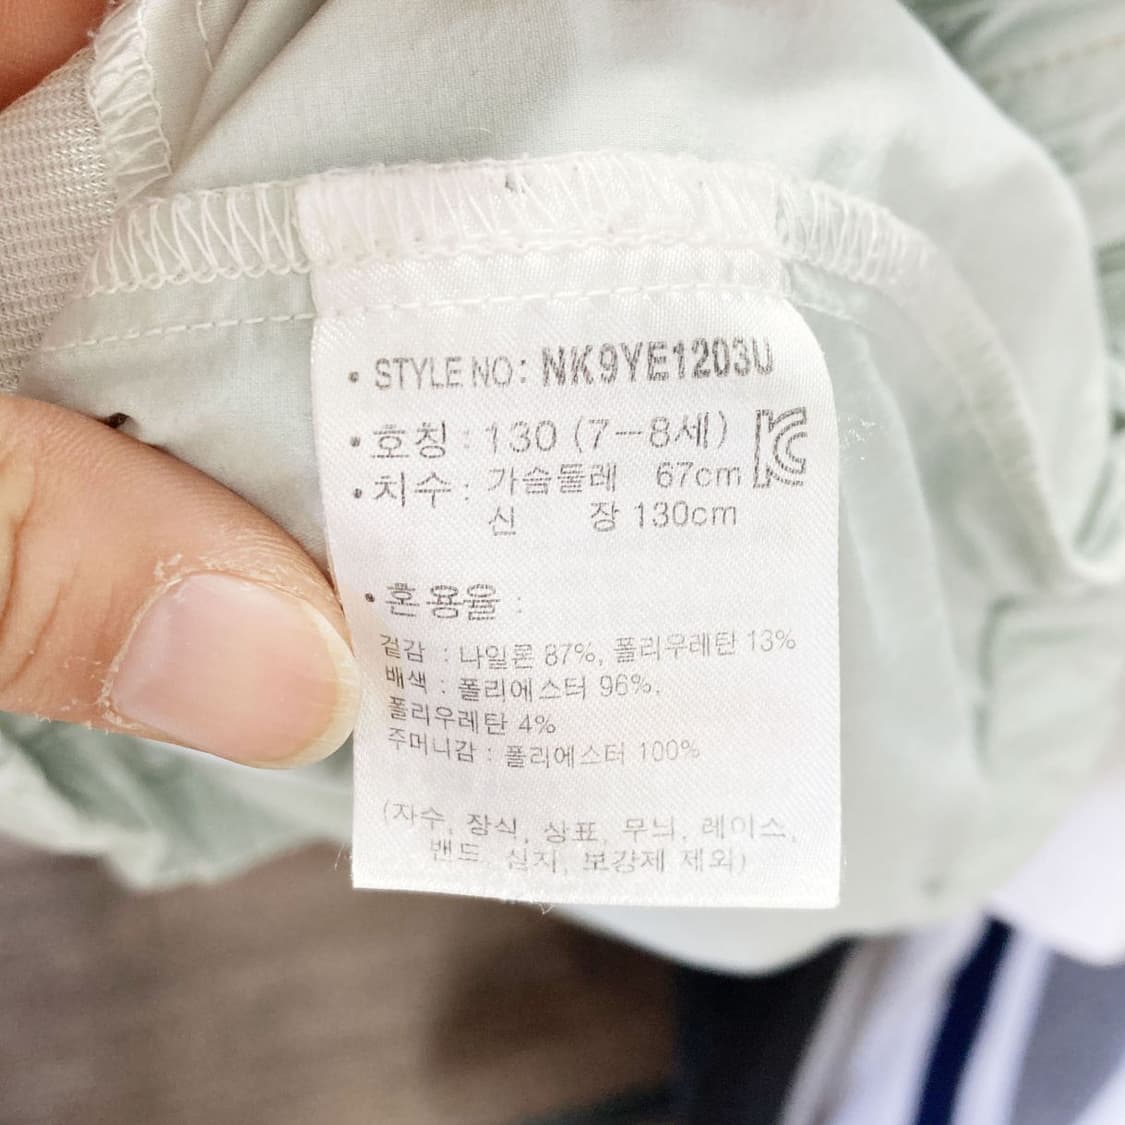 • STYLE NO: NK9YE1203U
• 호칭 : 130 (7-8세)
• 치수 : 가슴둘레 67cm
신 장 130cm
• 혼용율 :
겉감 : 나일론 87%, 폴리우레탄 13%
배색 : 폴리에스터 96%,
폴리우레탄 4%
주머니감 : 폴리에스터 100%
(자수, 장식, 상표, 무늬, 레이스,
밴드, 심지, 보강제 제외)